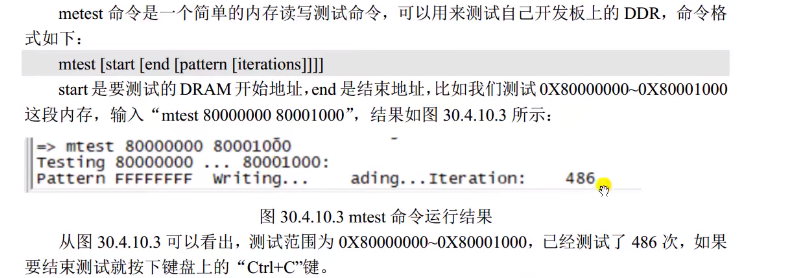 metest 命令是一个简单的内存读写测试命令，可以用来测试自己开发板上的 DDR，命令格
式如下：
mtest [start [end [pattern [iterations]]]]
start 是要测试的 DRAM 开始地址，end 是结束地址，比如我们测试 0X80000000~0X80001000
这段内存，输入“mtest 80000000 80001000”，结果如图 30.4.10.3 所示：
=> mtest 80000000 80001000
Testing 80000000 ... 80001000:
Pattern FFFFFFFF Writing... ading...Iteration: 486
图 30.4.10.3 mtest 命令运行结果
从图 30.4.10.3 可以看出，测试范围为 0X80000000~0X80001000，已经测试了 486 次，如果
要结束测试就按下键盘上的“Ctrl+C”键。